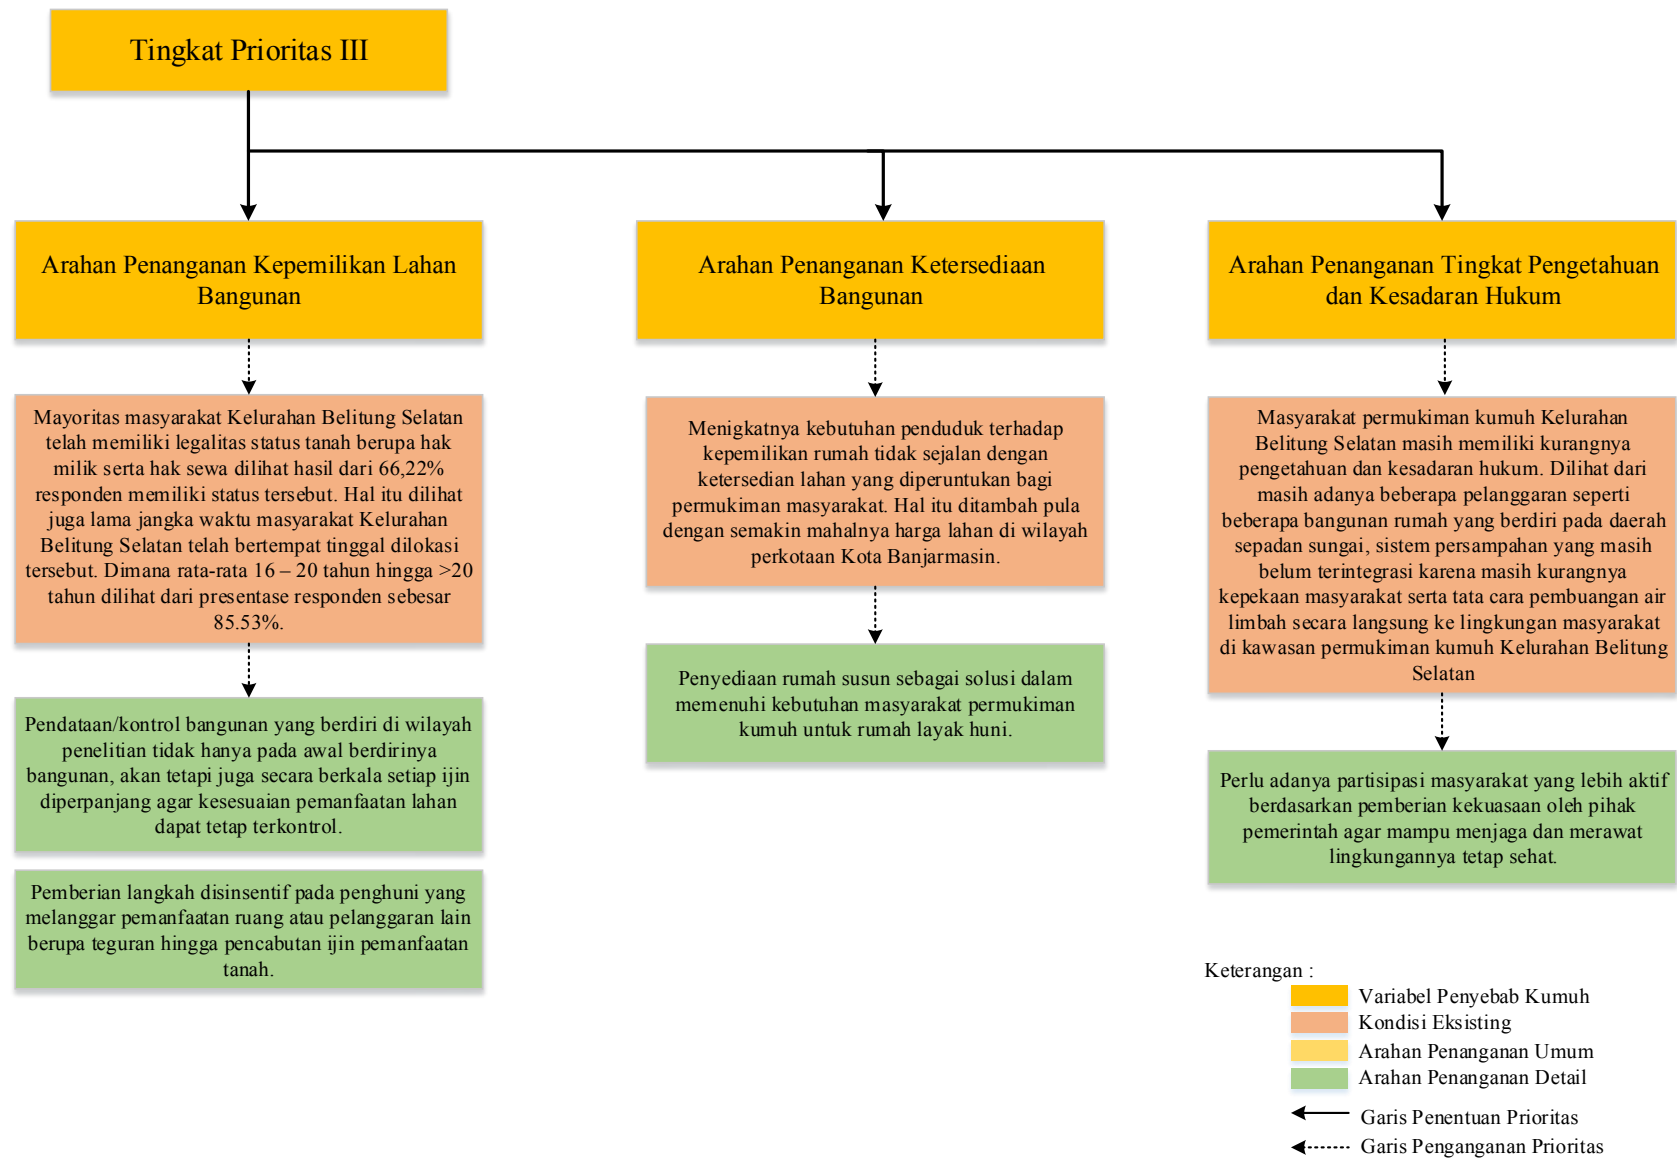 Tingkat Prioritas III
Arahan Penanganan Kepemilikan Lahan
Bangunan
Mayoritas masyarakat Kelurahan Belitung Selatan
telah memiliki legalitas status tanah berupa hak
milik serta hak sewa dilihat hasil dari 66,22%
responden memiliki status tersebut. Hal itu dilihat
juga lama jangka waktu masyarakat Kelurahan
Belitung Selatan telah bertempat tinggal dilokasi
tersebut. Dimana rata-rata 16 – 20 tahun hingga >20
tahun dilihat dari presentase responden sebesar
85.53%.
Pendataan/kontrol bangunan yang berdiri di wilayah
penelitian tidak hanya pada awal berdirinya
bangunan, akan tetapi juga secara berkala setiap ijin
diperpanjang agar kesesuaian pemanfaatan lahan
dapat tetap terkontrol.
Pemberian langkah disinsentif pada penghuni yang
melanggar pemanfaatan ruang atau pelanggaran lain
berupa teguran hingga pencabutan ijin pemanfaatan
tanah.
Arahan Penanganan Ketersediaan
Bangunan
Menigkatnya kebutuhan penduduk terhadap
kepemilikan rumah tidak sejalan dengan
ketersedian lahan yang diperuntukan bagi
permukiman masyarakat. Hal itu ditambah pula
dengan semakin mahalnya harga lahan di wilayah
perkotaan Kota Banjarmasin.
Penyediaan rumah susun sebagai solusi dalam
memenuhi kebutuhan masyarakat permukiman
kumuh untuk rumah layak huni.
Arahan Penanganan Tingkat Pengetahuan
dan Kesadaran Hukum
Masyarakat permukiman kumuh Kelurahan
Belitung Selatan masih memiliki kurangnya
pengetahuan dan kesadaran hukum. Dilihat dari
masih adanya beberapa pelanggaran seperti
beberapa bangunan rumah yang berdiri pada daerah
sepadan sungai, sistem persampahan yang masih
belum terintegrasi karena masih kurangnya
kepekaan masyarakat serta tata cara pembuangan air
limbah secara langsung ke lingkungan masyarakat
di kawasan permukiman kumuh Kelurahan Belitung
Selatan
Perlu adanya partisipasi masyarakat yang lebih aktif
berdasarkan pemberian kekuasaan oleh pihak
pemerintah agar mampu menjaga dan merawat
lingkungannya tetap sehat.
Keterangan :
Variabel Penyebab Kumuh
Kondisi Eksisting
Arahan Penanganan Umum
Arahan Penanganan Detail
Garis Penentuan Prioritas
Garis Penganganan Prioritas